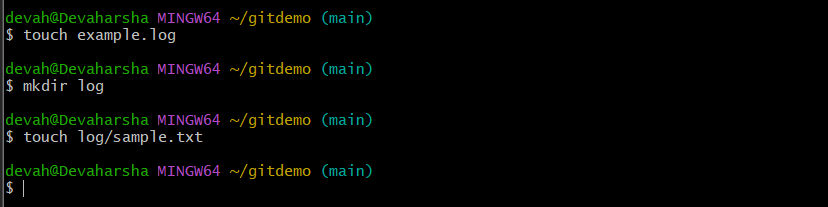 devah@Devaharsha MINGW64 ~/gitdemo (main)
$ touch example.log
devah@Devaharsha MINGW64 ~/gitdemo (main)
$ mkdir log
devah@Devaharsha MINGW64 ~/gitdemo (main)
$ touch log/sample.txt
devah@Devaharsha MINGW64 ~/gitdemo (main)
$